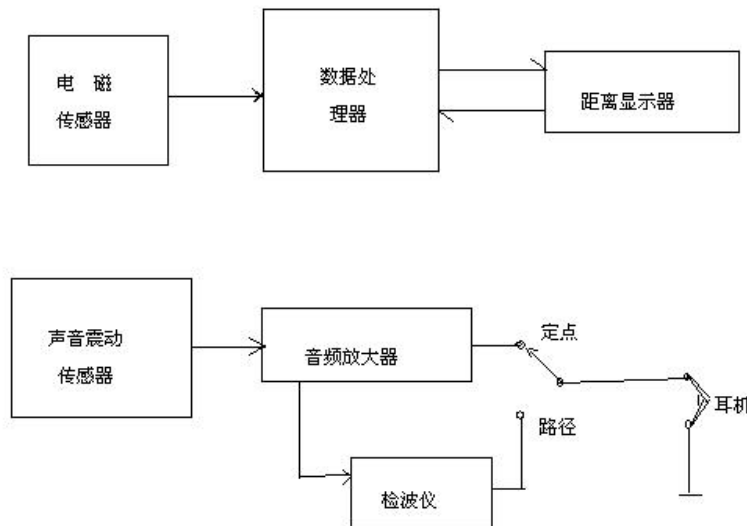 电 磁
传感器
数据处
理器
距离显示器
声音震动
传感器
音频放大器
定点
耳机
路径
检波仪